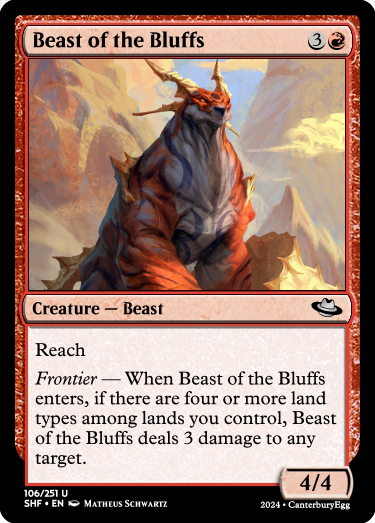 Beast of the Bluffs 3
Creature — Beast
Reach
Frontier — When Beast of the Bluffs
enters, if there are four or more land
types among lands you control, Beast
of the Bluffs deals 3 damage to any
target.
4/4
106/251 U
SHF • EN Matheus Schwartz
2024 • CanterburyEgg